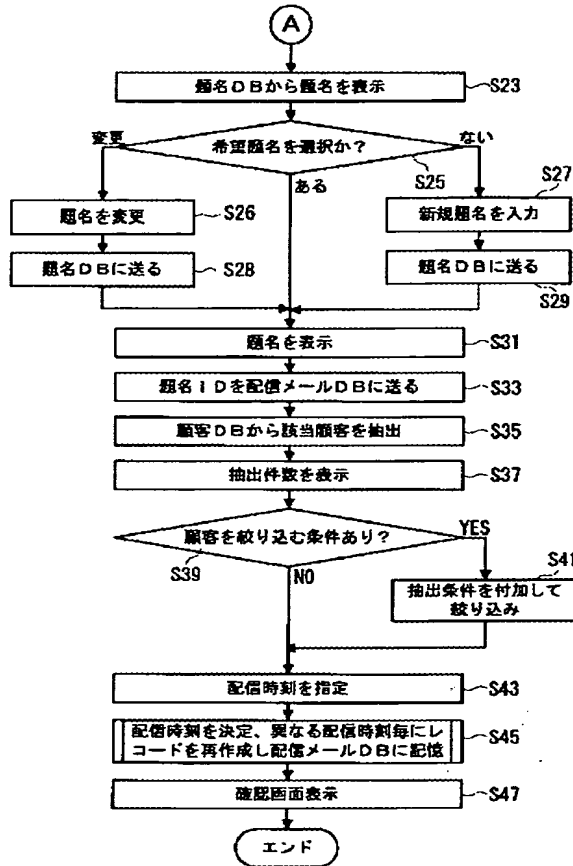 A
題名DBから題名を表示
S23
変更
希望題名を選択か?
ない
S25
ある
S27
題名を変更
S26
新規題名を入力
題名DBに送る
S28
題名DBに送る
S29
題名を表示
S31
題名iDを配信メールDBに送る
S33
顧客DBから該当顧客を抽出
S35
抽出件数を表示
S37
顧客を絞り込む条件あり?
YES
S39
NO
S41
抽出条件を付加して
絞り込み
配信時刻を指定
S43
配信時刻を決定、異なる配信時刻毎にレ
コードを再作成し配信メールDBに記憶
S45
確認画面表示
S47
エンド